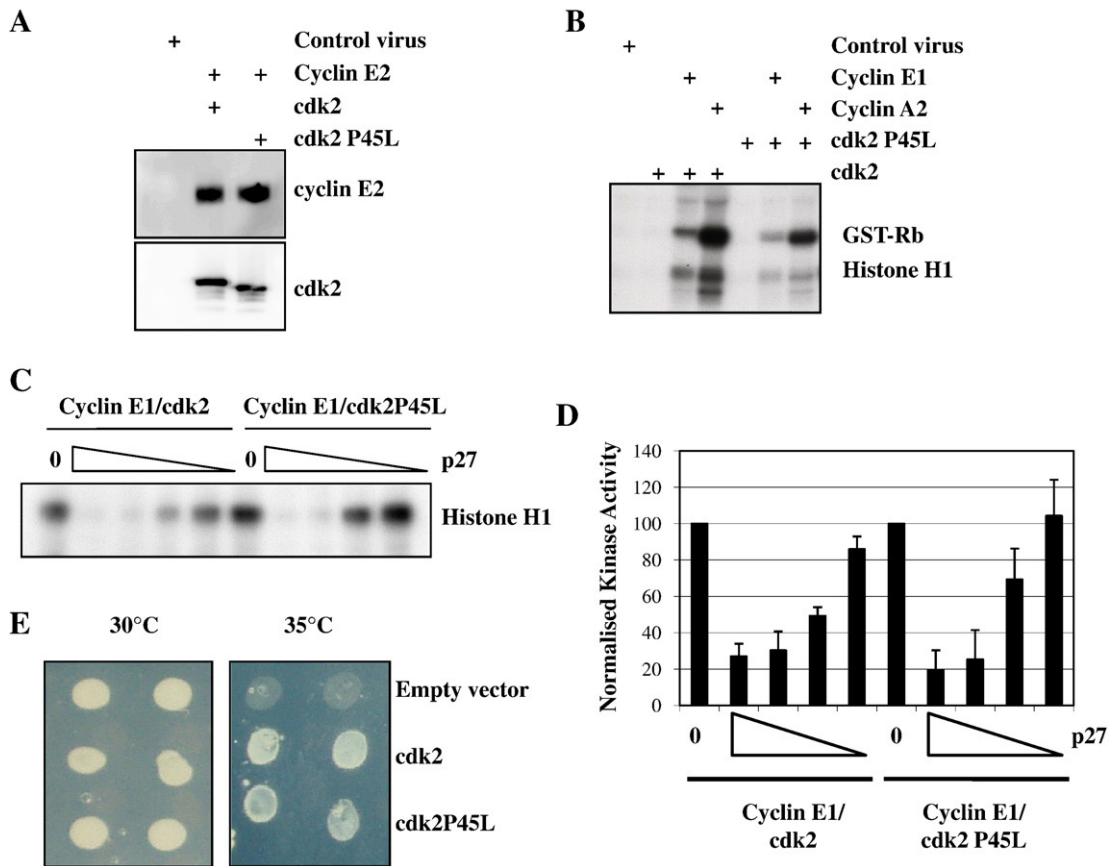 A
+
Control virus
+ +
Cyclin E2
+
cdk2
+
cdk2 P45L
cyclin E2
cdk2
B
+
Control virus
+ +
Cyclin E1
+ +
Cyclin A2
+ + +
cdk2 P45L
+ + +
cdk2
GST-Rb
Histone H1
C
Cyclin E1/cdk2 Cyclin E1/cdk2P45L
0 0 p27
Histone H1
D
Normalised Kinase Activity
140
120
100
80
60
40
20
0
0 0 p27
Cyclin E1/
cdk2
Cyclin E1/
cdk2 P45L
E
30°C 35°C
Empty vector
cdk2
cdk2P45L